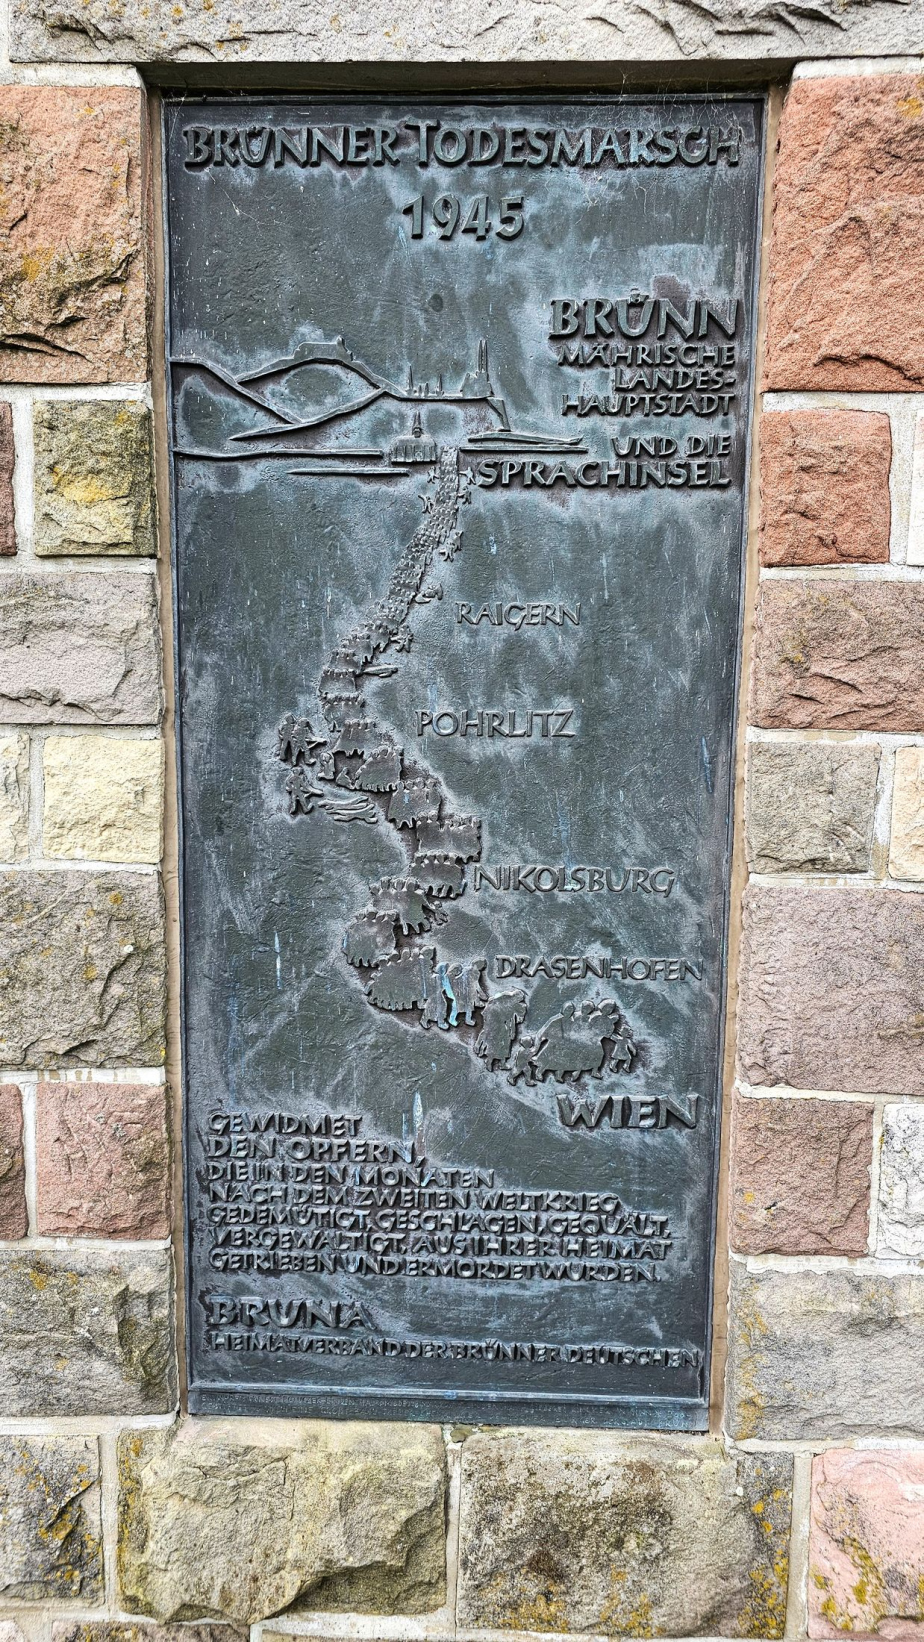 BRÜNNER TODESMARSCH
1945
BRÜNN
MÄHRISCHE
LANDES-
HAUPTSTADT
UND DIE
SPRACHINSEL
RAIGERN
POHRLITZ
NIKOLSBURG
DRASENHOFEN
WIEN
GEWIDMET
DEN OPFERN,
DIE IN DEN MONATEN
NACH DEM ZWEITEN WELTKRIEG
GEDEMÜTIGT, GESCHLAGEN, GEQUÄLT,
VERGEWALTIGT, AUS IHRER HEIMAT
GETRIEBEN UND ERMORDET WURDEN.
BRUNA
HEIMATVERBAND DER BRÜNNER DEUTSCHEN